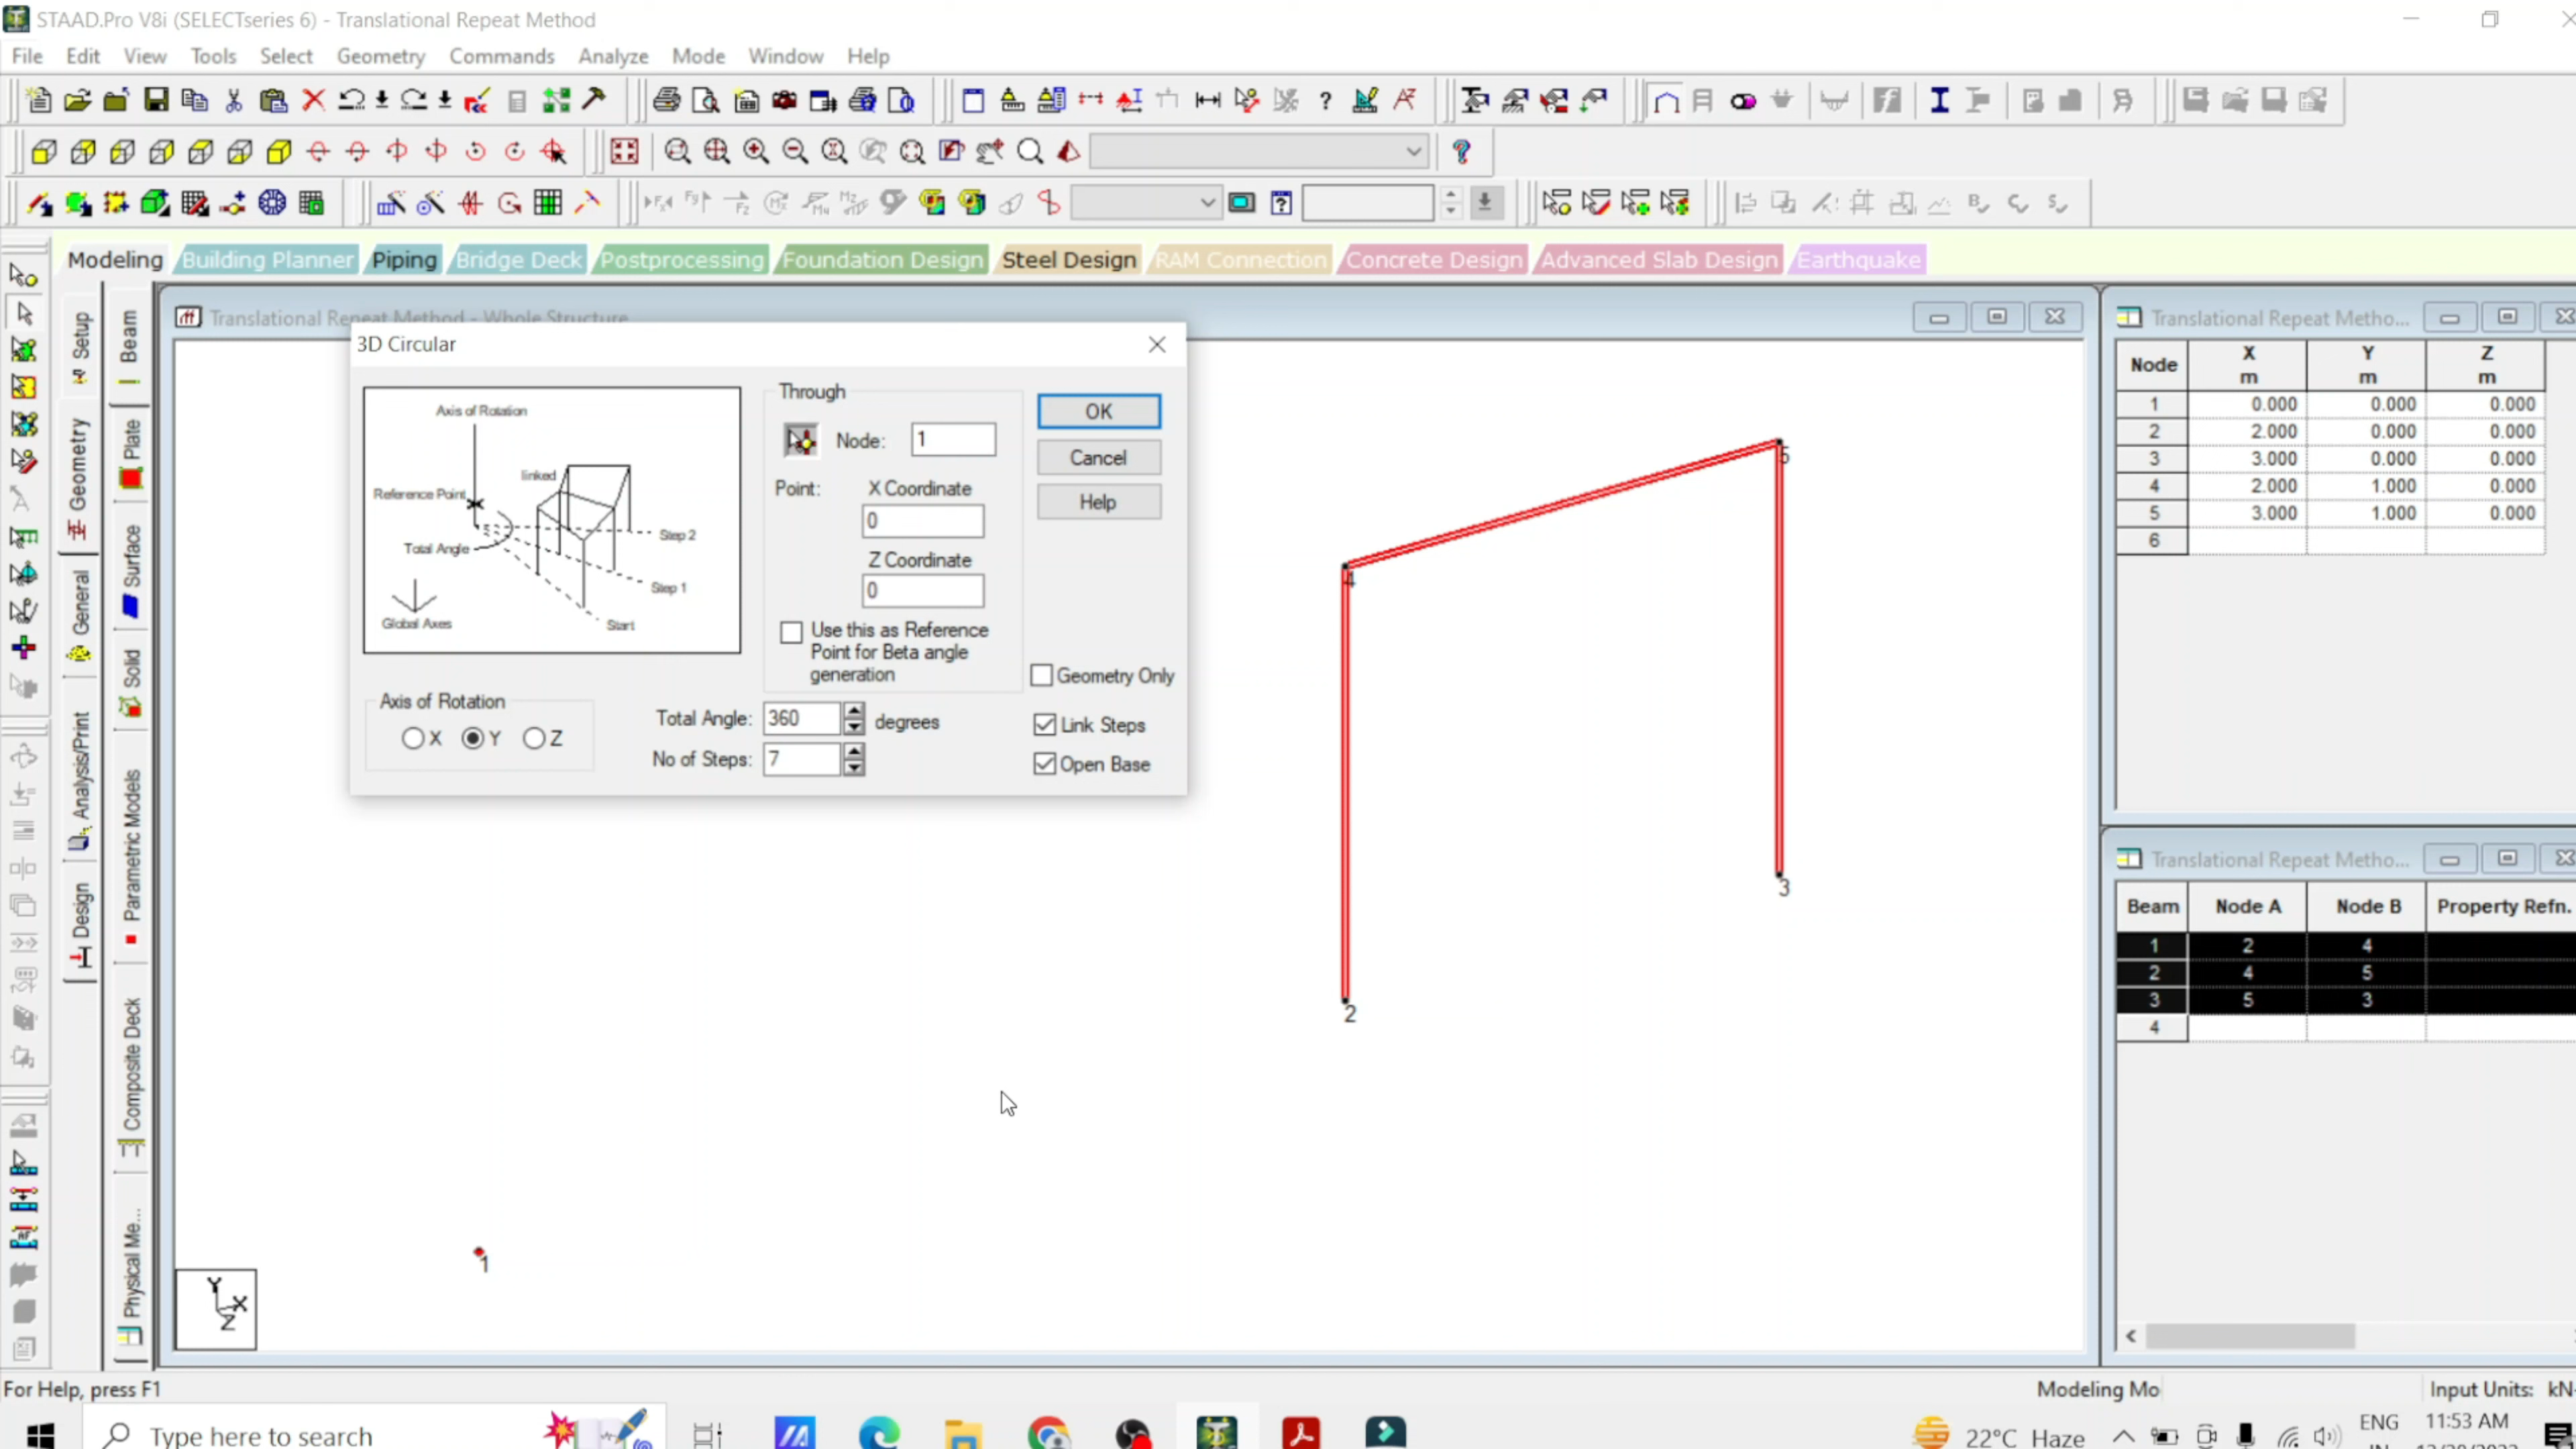 STAAD.Pro V8i (SELECTseries 6) - Translational Repeat Method
File Edit View Tools Select Geometry Commands Analyze Mode Window Help
Modeling Building Planner Piping Bridge Deck Postprocessing Foundation Design Steel Design RAM Connection Concrete Design Advanced Slab Design Earthquake
Setup
Geometry
General
Analysis/Print
Design
Beam
Plate
Surface
Solid
Parametric Models
Composite Deck
Physical Me...
Translational Repeat Method - Whole Structure
3D Circular
Axis of Rotation
linked
Reference Point
Step 2
Total Angle
Step 1
Global Axes
Start
Through
Node: 1
Point: X Coordinate
0
Z Coordinate
0
Use this as Reference
Point for Beta angle
generation
OK
Cancel
Help
Geometry Only
Link Steps
Open Base
Axis of Rotation
X Y Z
Total Angle: 360 degrees
No of Steps: 7
5
4
3
2
1
Y
X
Z
Translational Repeat Metho...
Node X m Y m Z m
1 0.000 0.000 0.000
2 2.000 0.000 0.000
3 3.000 0.000 0.000
4 2.000 1.000 0.000
5 3.000 1.000 0.000
6
Translational Repeat Metho...
Beam Node A Node B Property Refn.
1 2 4
2 4 5
3 5 3
4
For Help, press F1
Modeling Mo
Input Units: kN-
Type here to search
22°C Haze
ENG
11:53 AM